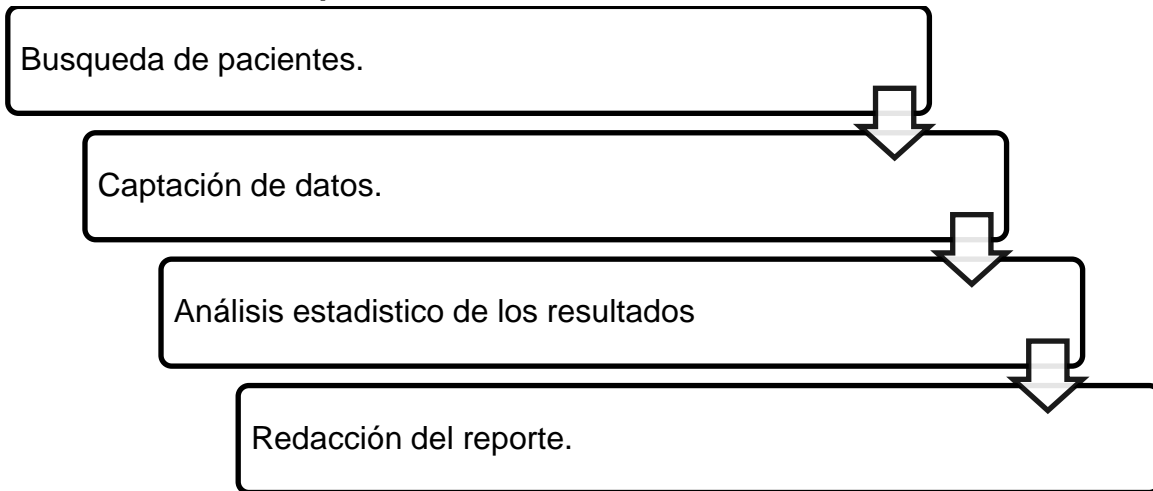 Busqueda de pacientes.
Captación de datos.
Análisis estadistico de los resultados
Redacción del reporte.